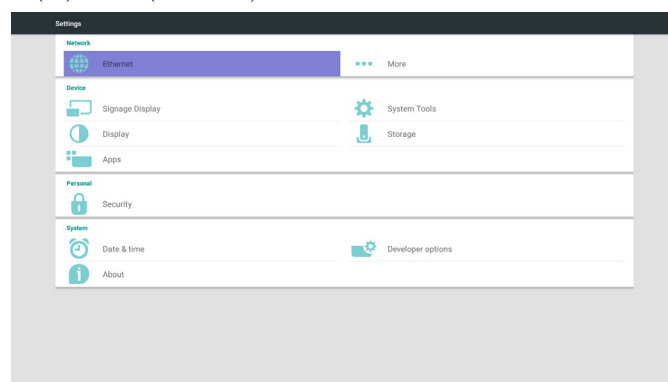 Settings
Network
Ethernet
More
Device
Signage Display
System Tools
Display
Storage
Apps
Personal
Security
System
Date & time
Developer options
About